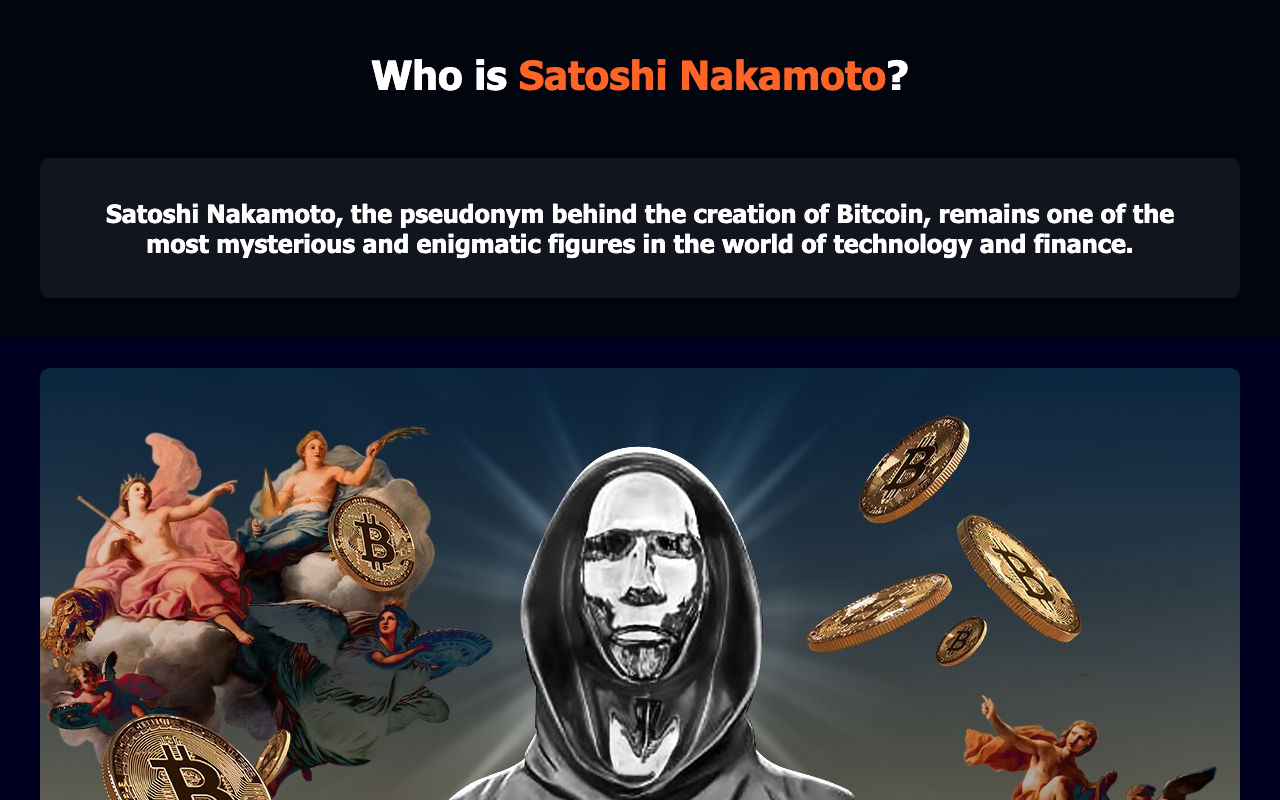 Who is Satoshi Nakamoto?
Satoshi Nakamoto, the pseudonym behind the creation of Bitcoin, remains one of the
most mysterious and enigmatic figures in the world of technology and finance.